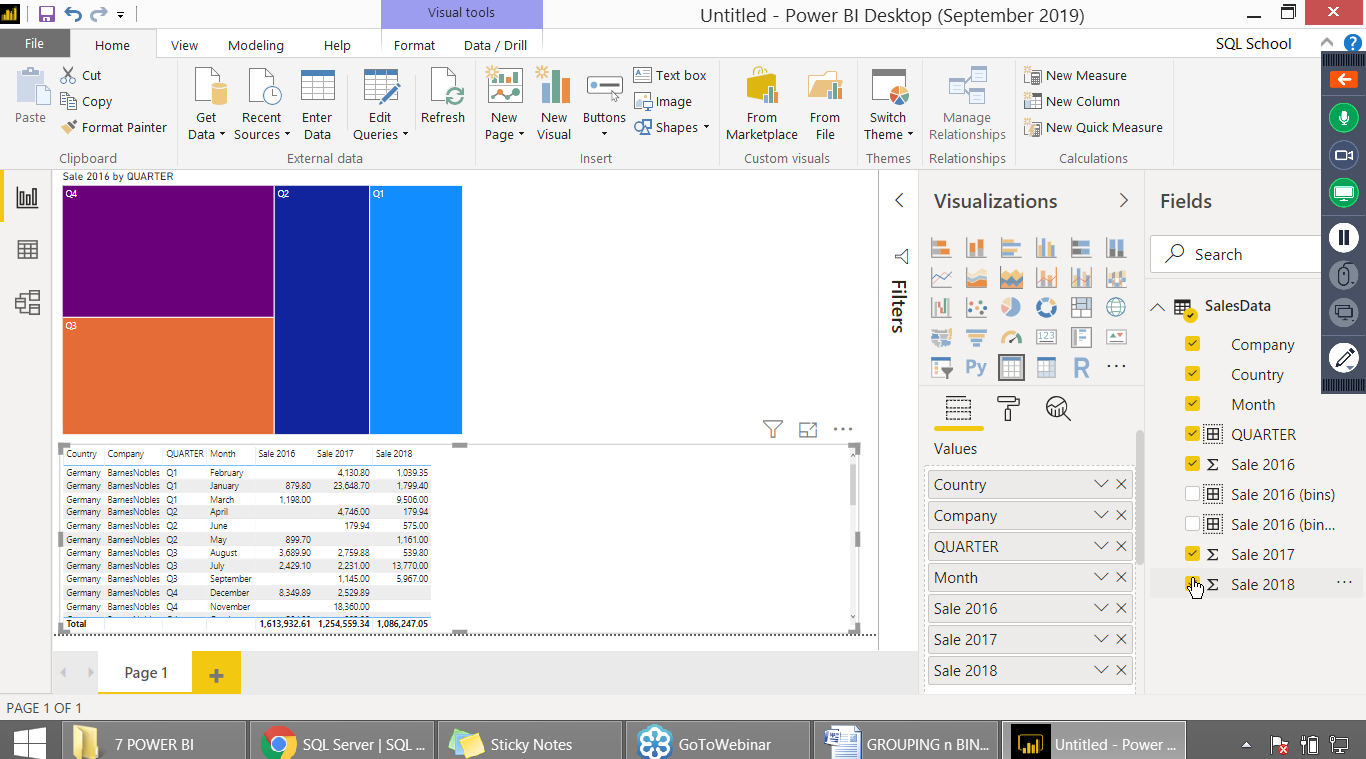 Visual tools
Untitled - Power BI Desktop (September 2019)
File Home View Modeling Help Format Data / Drill SQL School
Paste Cut Copy Format Painter Clipboard
Get Data Recent Sources Enter Data Edit Queries Refresh External data
New Page New Visual Buttons Text box Image Shapes Insert
From Marketplace From File Custom visuals
Switch Theme Themes
Manage Relationships Relationships
New Measure New Column New Quick Measure Calculations
Sale 2016 by QUARTER
Q4 Q2 Q1
Q3
Country Company QUARTER Month Sale 2016 Sale 2017 Sale 2018
Germany BarnesNobles Q1 February 4,130.80 1,039.35
Germany BarnesNobles Q1 January 879.80 23,648.70 1,799.40
Germany BarnesNobles Q1 March 1,198.00 9,506.00
Germany BarnesNobles Q2 April 4,746.00 179.94
Germany BarnesNobles Q2 June 179.94 575.00
Germany BarnesNobles Q2 May 899.70 1,161.00
Germany BarnesNobles Q3 August 3,689.90 2,759.88 539.80
Germany BarnesNobles Q3 July 2,429.10 2,231.00 13,770.00
Germany BarnesNobles Q3 September 1,145.00 5,967.00
Germany BarnesNobles Q4 December 8,349.89 2,529.89
Germany BarnesNobles Q4 November 18,360.00
Total 1,613,932.61 1,254,559.34 1,086,247.05
Filters
Visualizations
Py R
123
Values
Country
Company
QUARTER
Month
Sale 2016
Sale 2017
Sale 2018
Fields
Search
SalesData
Company
Country
Month
QUARTER
Σ Sale 2016
Sale 2016 (bins)
Sale 2016 (bin...
Σ Sale 2017
Σ Sale 2018
Page 1
PAGE 1 OF 1
7 POWER BI
SQL Server | SQL ...
Sticky Notes
GoToWebinar
GROUPING n BIN...
Untitled - Power ...